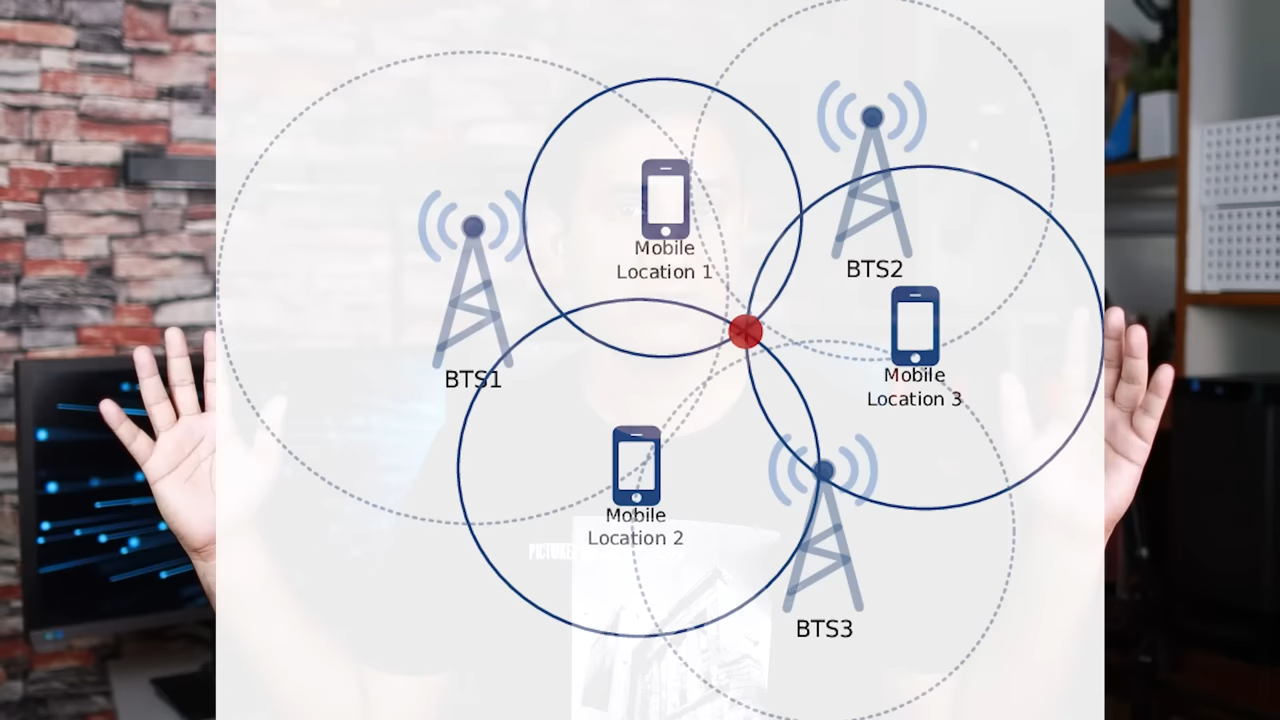 Mobile
Location 1
BTS2
BTS1
Mobile
Location 3
Mobile
Location 2
BTS3